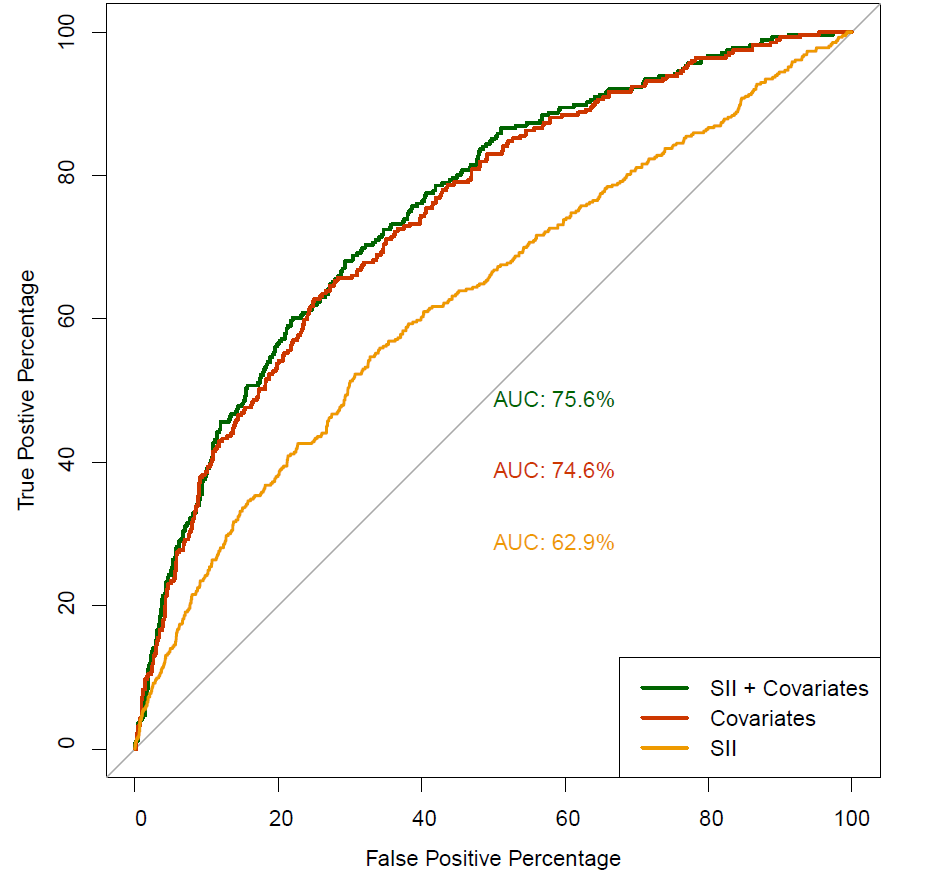 True Postive Percentage
100
80
60
40
20
0
AUC: 75.6%
AUC: 74.6%
AUC: 62.9%
SII + Covariates
Covariates
SII
0 20 40 60 80 100
False Positive Percentage